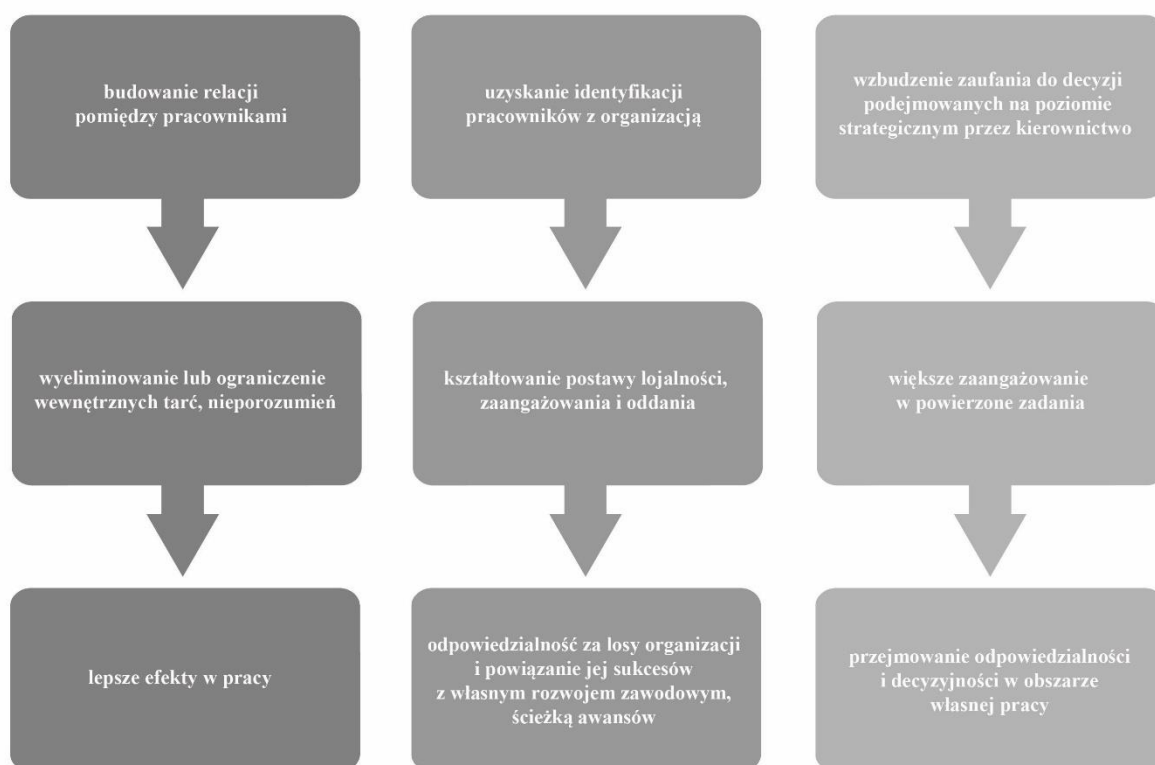 budowanie relacji
pomiędzy pracownikami
uzyskanie identyfikacji
pracowników z organizacją
wzbudzenie zaufania do decyzji
podejmowanych na poziomie
strategicznym przez kierownictwo
wyeliminowanie lub ograniczenie
wewnętrznych tarć, nieporozumień
kształtowanie postawy lojalności,
zaangażowania i oddania
większe zaangażowanie
w powierzone zadania
lepsze efekty w pracy
odpowiedzialność za losy organizacji
i powiązanie jej sukcesów
z własnym rozwojem zawodowym,
ścieżką awansów
przejmowanie odpowiedzialności
i decyzyjności w obszarze
własnej pracy